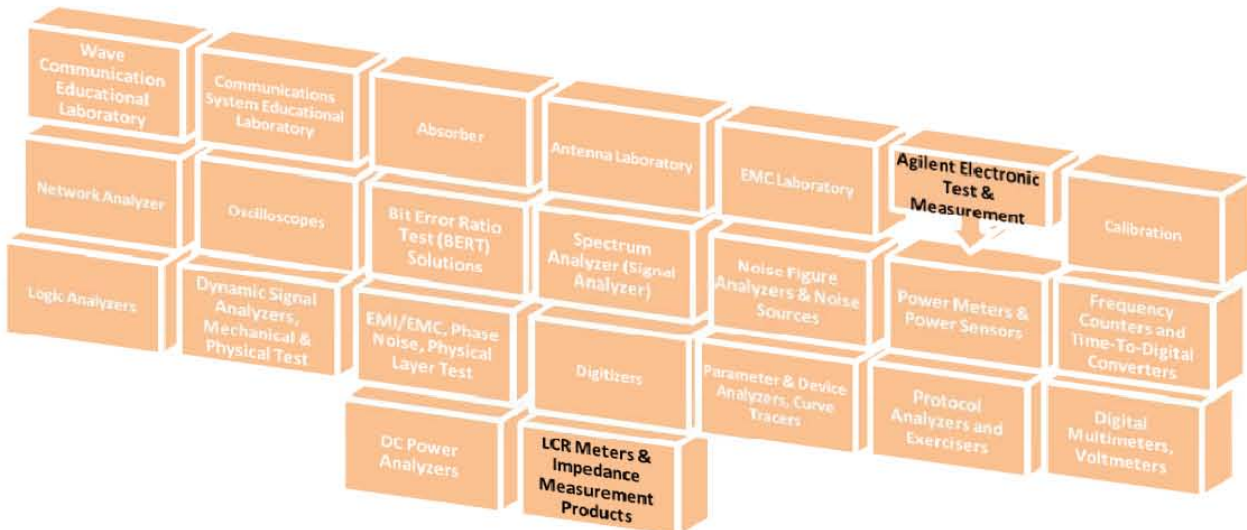 Wave
Communication
Educational
Laboratory
Communications
System Educational
Laboratory
Absorber
Antenna Laboratory
EMC Laboratory
Agilent Electronic
Test &
Measurement
Calibration
Network Analyzer
Oscilloscopes
Bit Error Ratio
Test (BERT)
Solutions
Spectrum
Analyzer (Signal
Analyzer)
Noise Figure
Analyzers & Noise
Sources
Power Meters &
Power Sensors
Frequency
Counters and
Time-To-Digital
Converters
Logic Analyzers
Dynamic Signal
Analyzers,
Mechanical &
Physical Test
EMI/EMC, Phase
Noise, Physical
Layer Test
Digitizers
Parameter & Device
Analyzers, Curve
Tracers
Protocol
Analyzers and
Exercisers
Digital
Multimeters,
Voltmeters
DC Power
Analyzers
LCR Meters &
Impedance
Measurement
Products